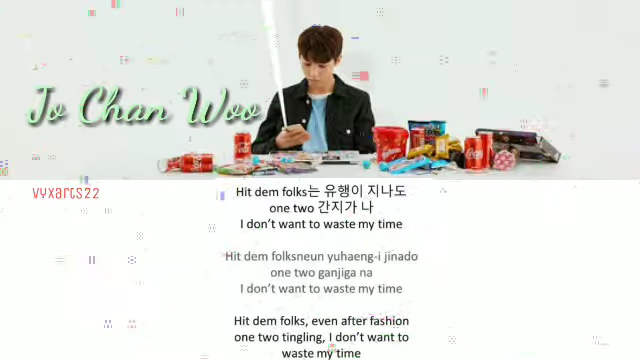 Jo Chan Woo
vyxarts22
Hit dem folks는 유행이 지나도
one two 간지가 나
I don't want to waste my time
Hit dem folksneun yuhaeng-i jinado
one two ganjiga na
I don't want to waste my time
Hit dem folks, even after fashion
one two tingling, I don't want to
waste my time